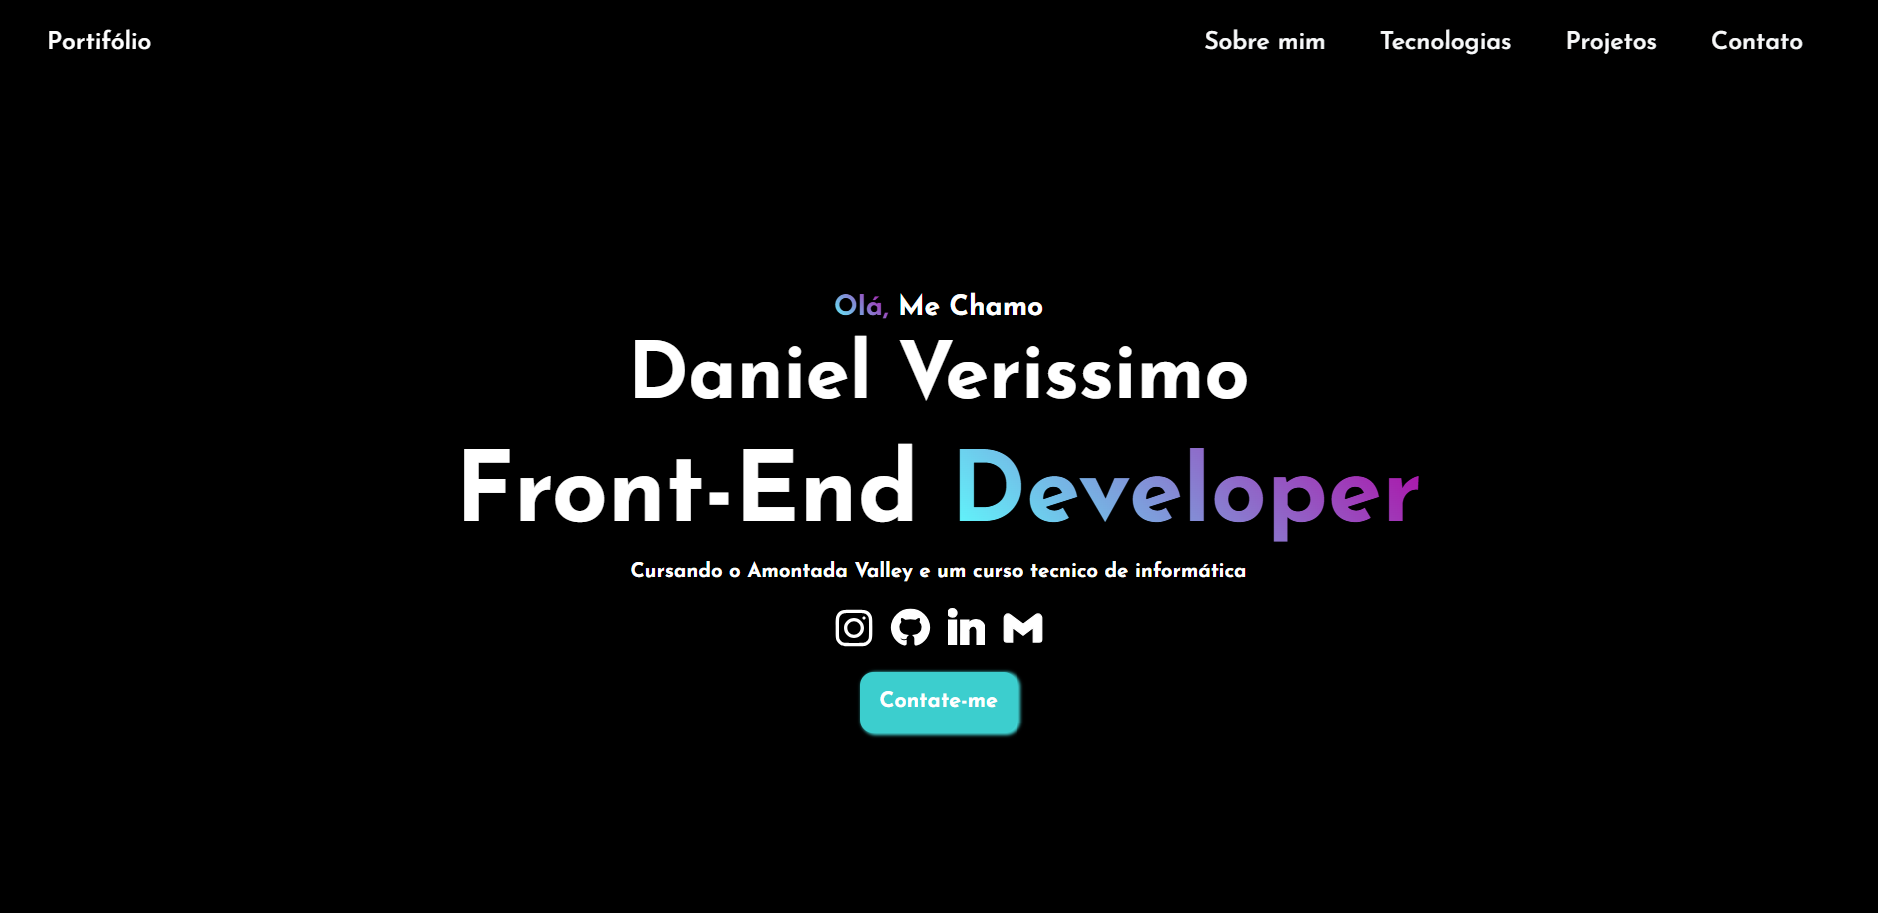 Portifólio
Sobre mim
Tecnologias
Projetos
Contato
Olá, Me Chamo
Daniel Verissimo
Front-End Developer
Cursando o Amontada Valley e um curso tecnico de informática
in
Contate-me